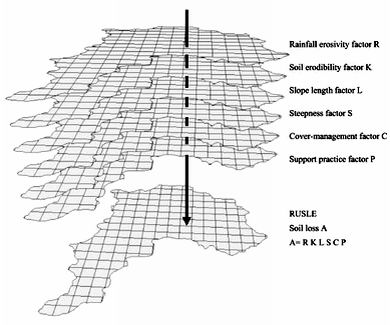 Rainfall erosivity factor R
Soil erodibility factor K
Slope length factor L
Steepness factor S
Cover-management factor C
Support practice factor P
RUSLE
Soil loss A
A= R K L S C P